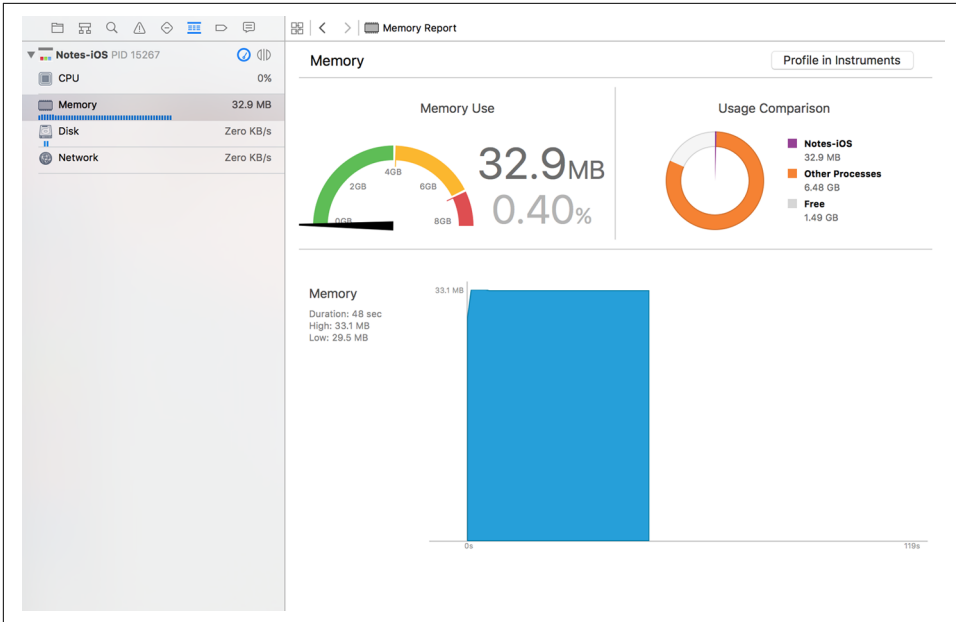 Memory Report
Notes-iOS PID 15267
CPU 0%
Memory 32.9 MB
Disk Zero KB/s
Network Zero KB/s
Memory
Profile in Instruments
Memory Use
0GB
2GB
4GB
6GB
8GB
32.9MB
0.40%
Usage Comparison
Notes-iOS
32.9 MB
Other Processes
6.48 GB
Free
1.49 GB
Memory
Duration: 48 sec
High: 33.1 MB
Low: 29.5 MB
33.1 MB
0s
119s